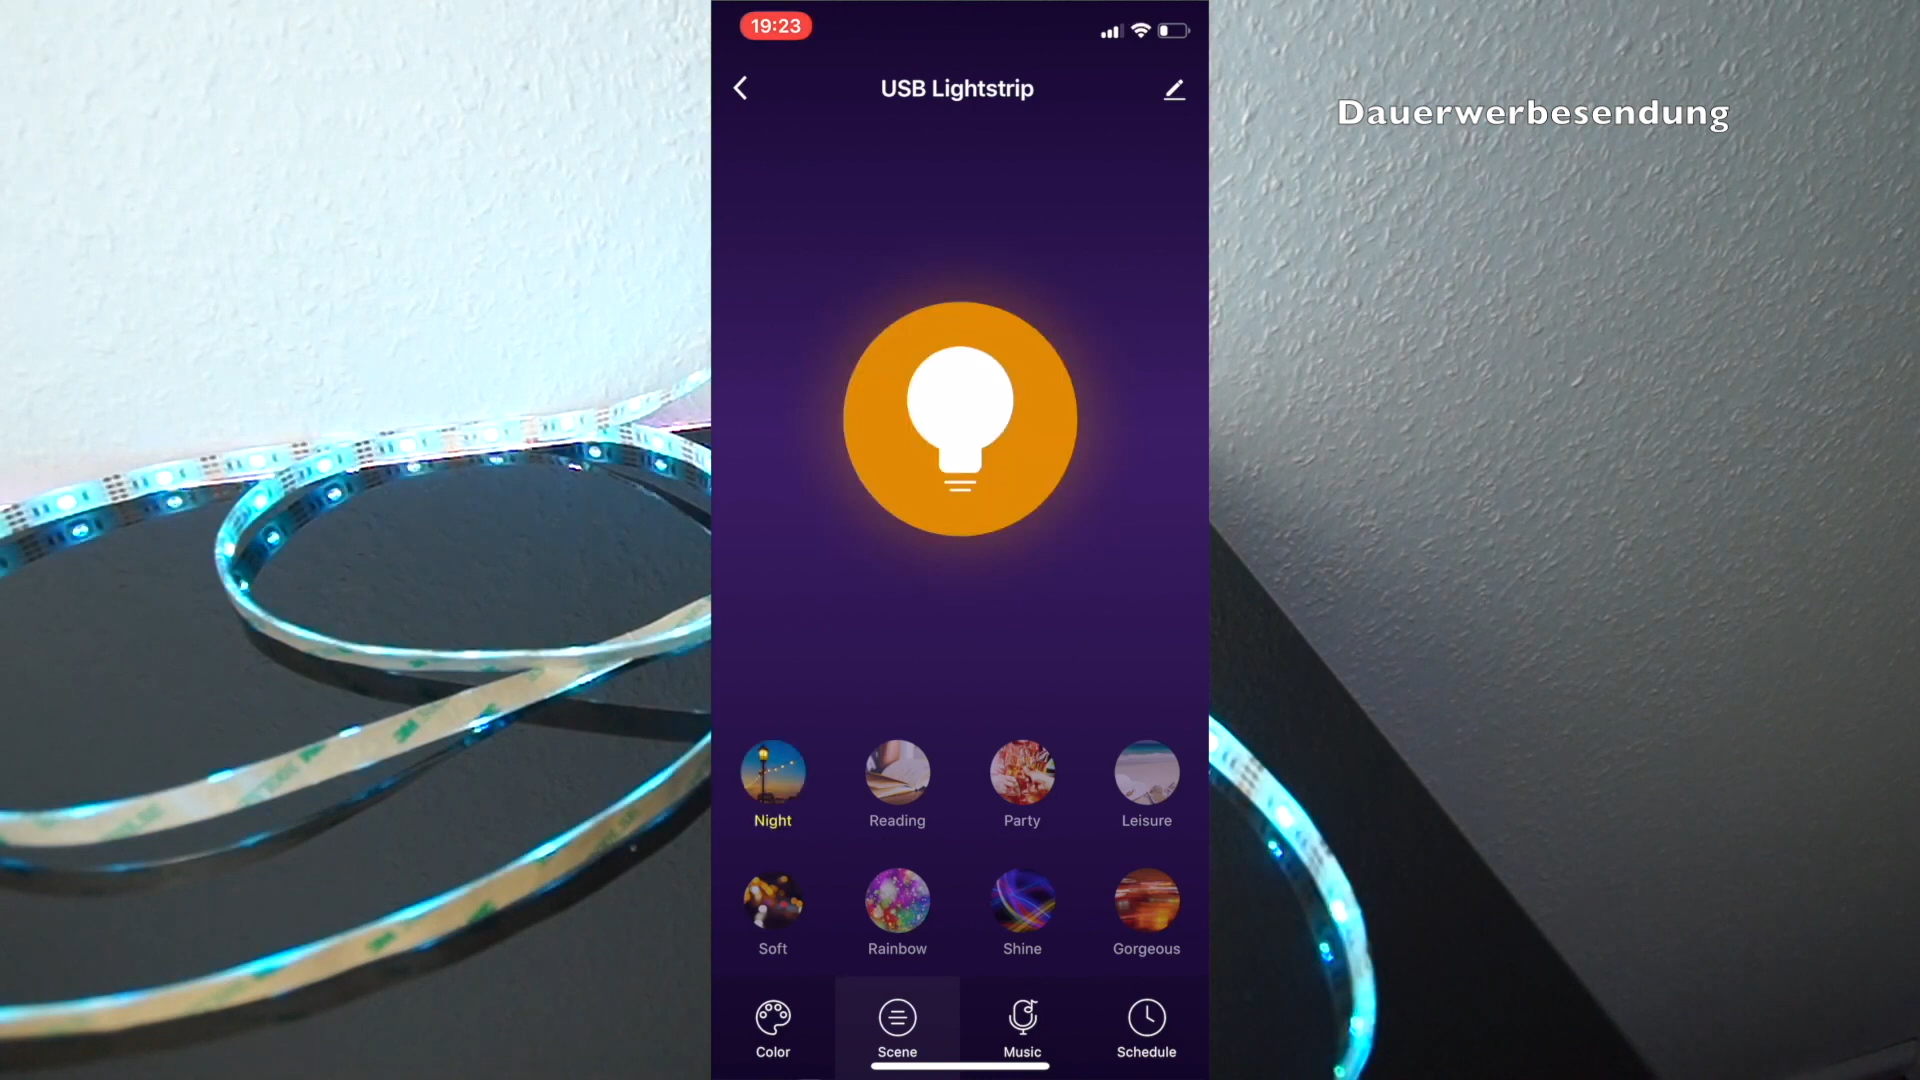 19:23
USB Lightstrip
Dauerwerbesendung
Night
Reading
Party
Leisure
Soft
Rainbow
Shine
Gorgeous
Color
Scene
Music
Schedule